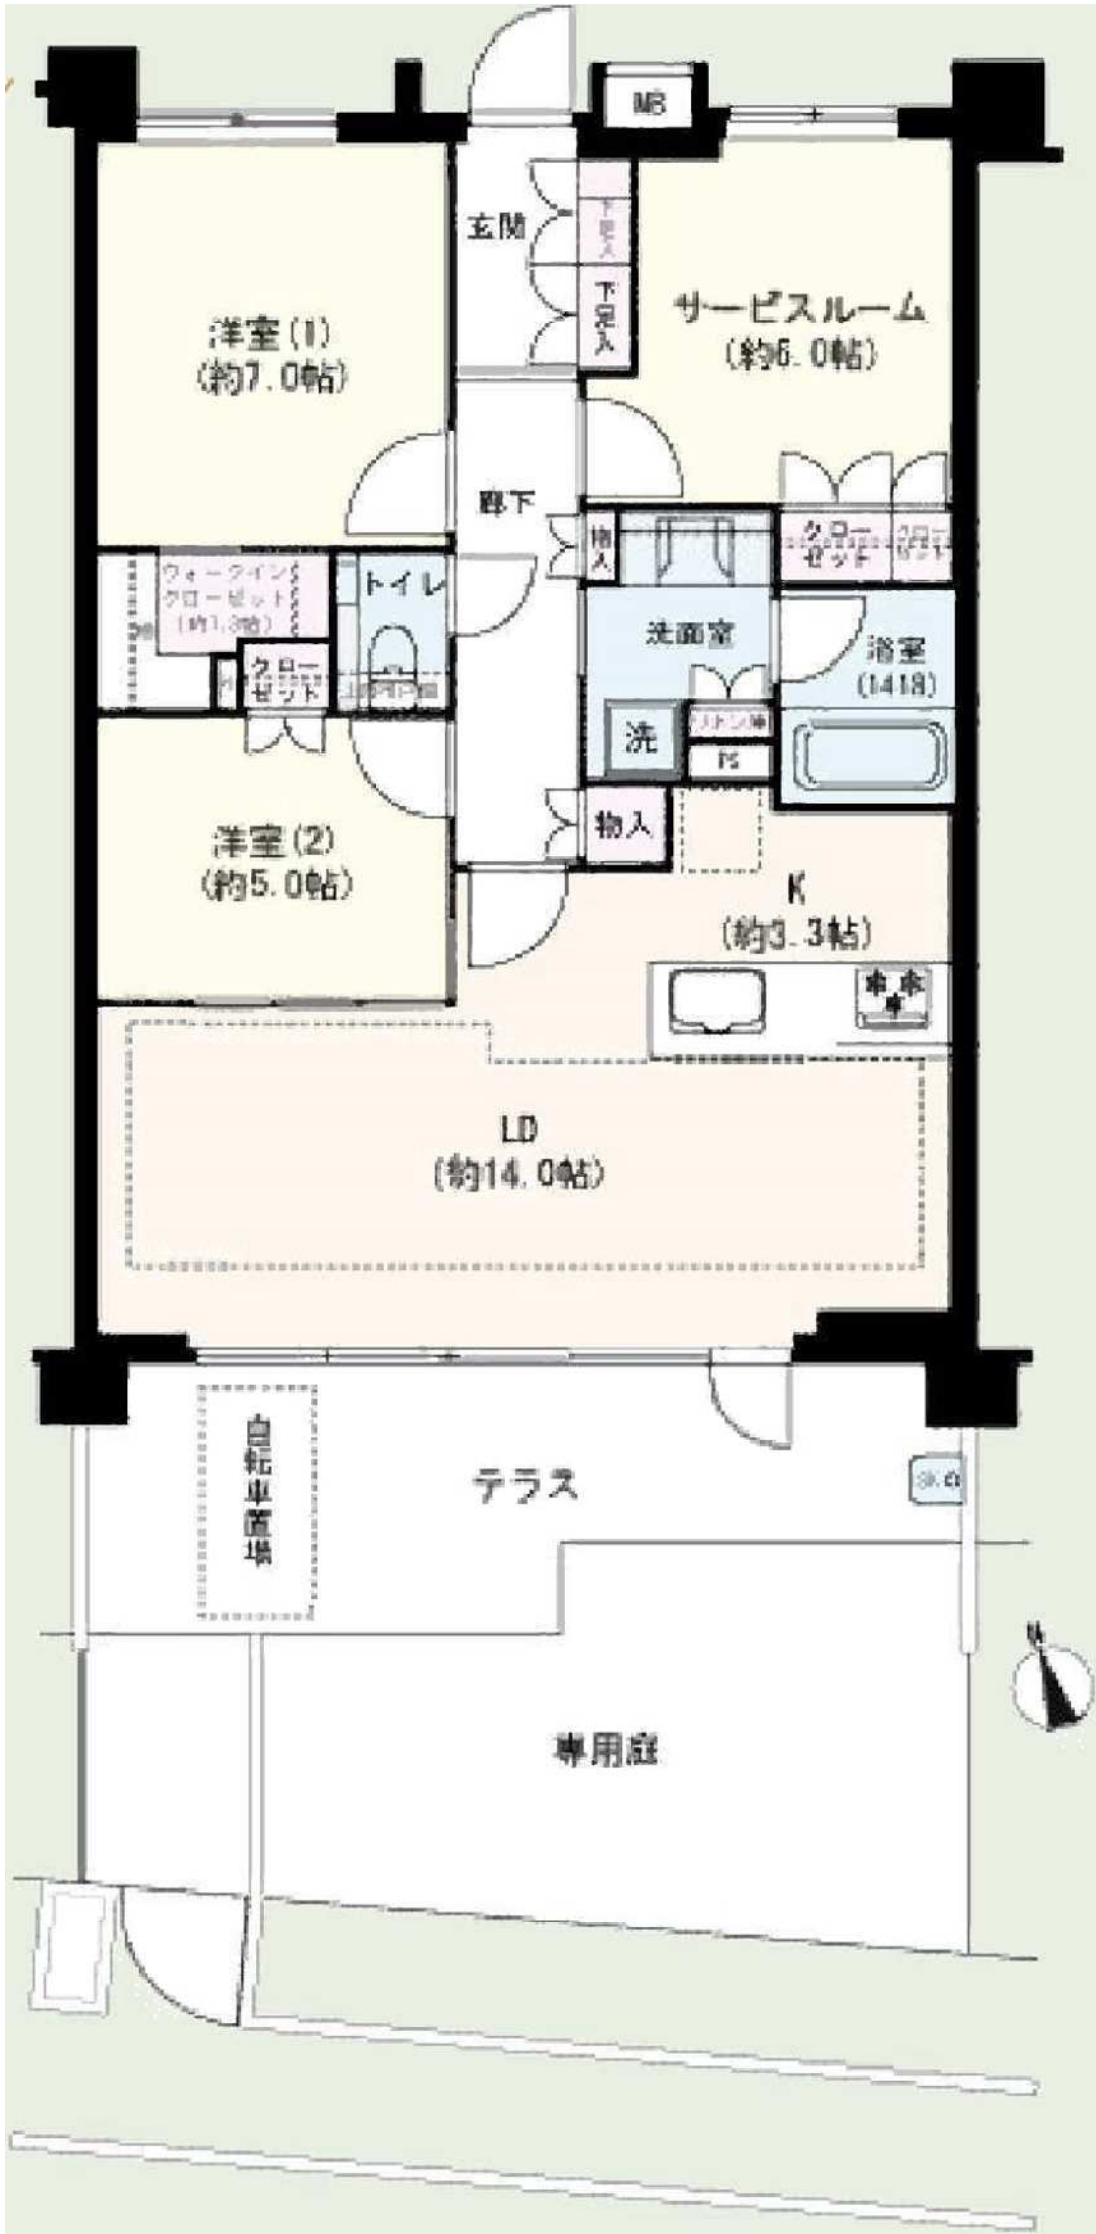 MB
玄関
下足入
下足入
洋室(1)
(約7.0帖)
サービスルーム
(約6.0帖)
廊下
物入
クロー
ゼット
クロー
ゼット
ウォークイン
クローゼット
(約1.3帖)
トイレ
クロー
ゼット
洗面室
浴室
(1418)
リネン庫
洗
PS
物入
洋室(2)
(約5.0帖)
K
(約3.3帖)
LD
(約14.0帖)
自転車置場
テラス
専用庭